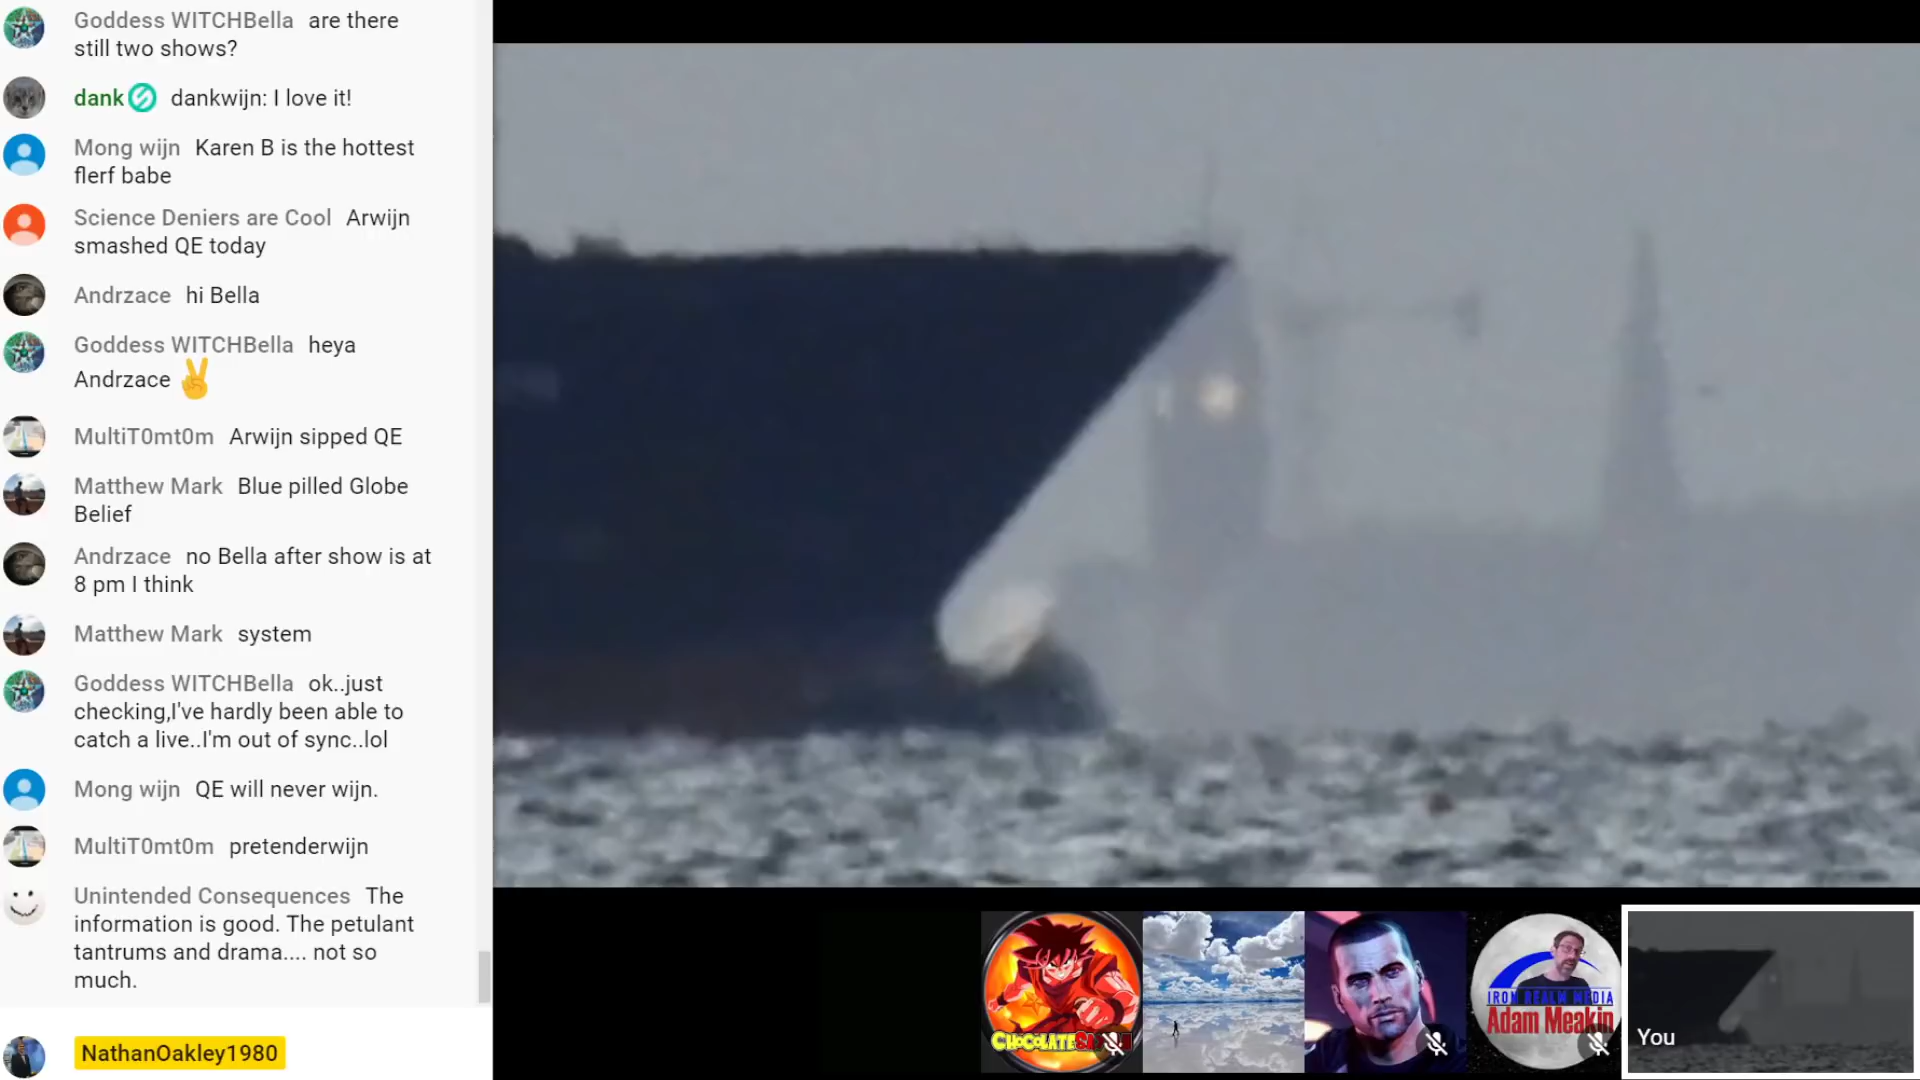 Goddess WITCHBella are there
still two shows?
dank dankwijn: I love it!
Mong wijn Karen B is the hottest
flerf babe
Science Deniers are Cool Arwijn
smashed QE today
Andrzace hi Bella
Goddess WITCHBella heya
Andrzace ✌
MultiT0mt0m Arwijn sipped QE
Matthew Mark Blue pilled Globe
Belief
Andrzace no Bella after show is at
8 pm I think
Matthew Mark system
Goddess WITCHBella ok..just
checking,I've hardly been able to
catch a live..I'm out of sync..lol
Mong wijn QE will never wijn.
MultiT0mt0m pretenderwijn
Unintended Consequences The
information is good. The petulant
tantrums and drama.... not so
much.
NathanOakley1980
IRON REALM MEDIA
Adam Meakin
You